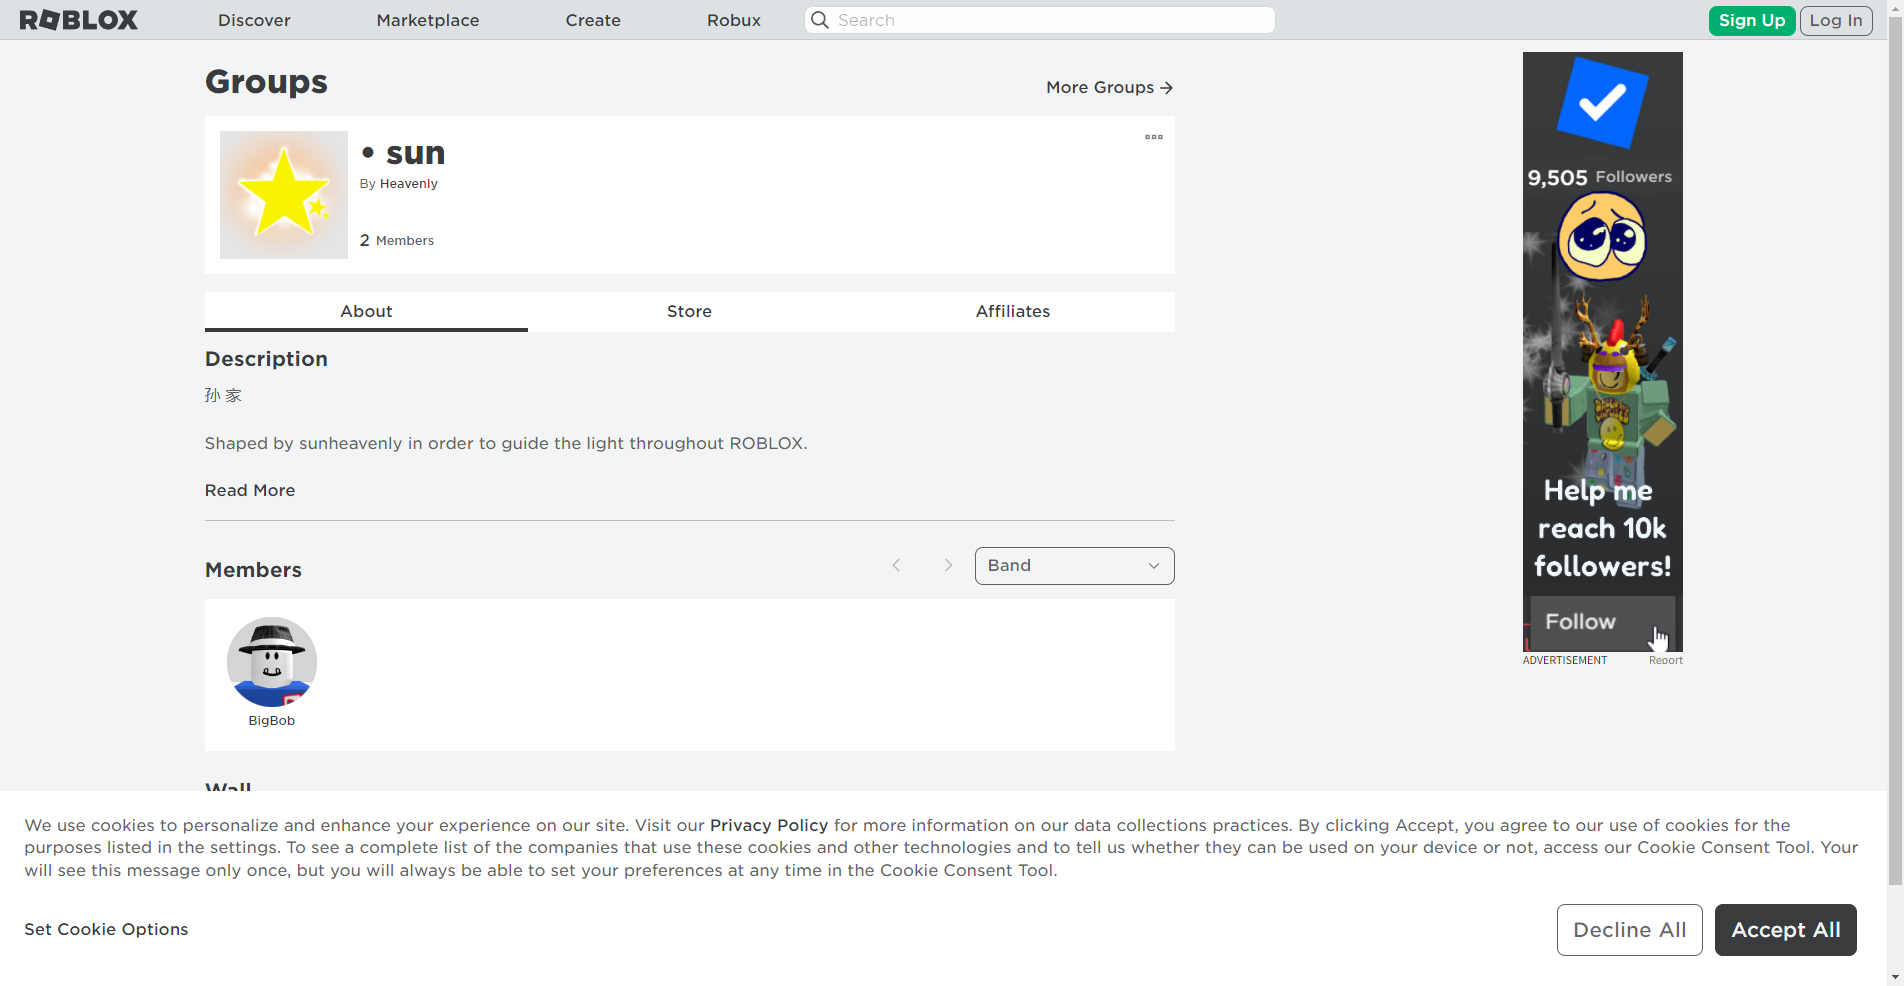 ROBLOX
Discover
Marketplace
Create
Robux
Search
Sign Up
Log In
Groups
More Groups
• sun
By Heavenly
2 Members
About
Store
Affiliates
Description
孙 家
Shaped by sunheavenly in order to guide the light throughout ROBLOX.
Read More
Members
Band
BigBob
Wall
9,505 Followers
Help me
reach 10k
followers!
Follow
ADVERTISEMENT
Report
We use cookies to personalize and enhance your experience on our site. Visit our Privacy Policy for more information on our data collections practices. By clicking Accept, you agree to our use of cookies for the
purposes listed in the settings. To see a complete list of the companies that use these cookies and other technologies and to tell us whether they can be used on your device or not, access our Cookie Consent Tool. Your
will see this message only once, but you will always be able to set your preferences at any time in the Cookie Consent Tool.
Set Cookie Options
Decline All
Accept All